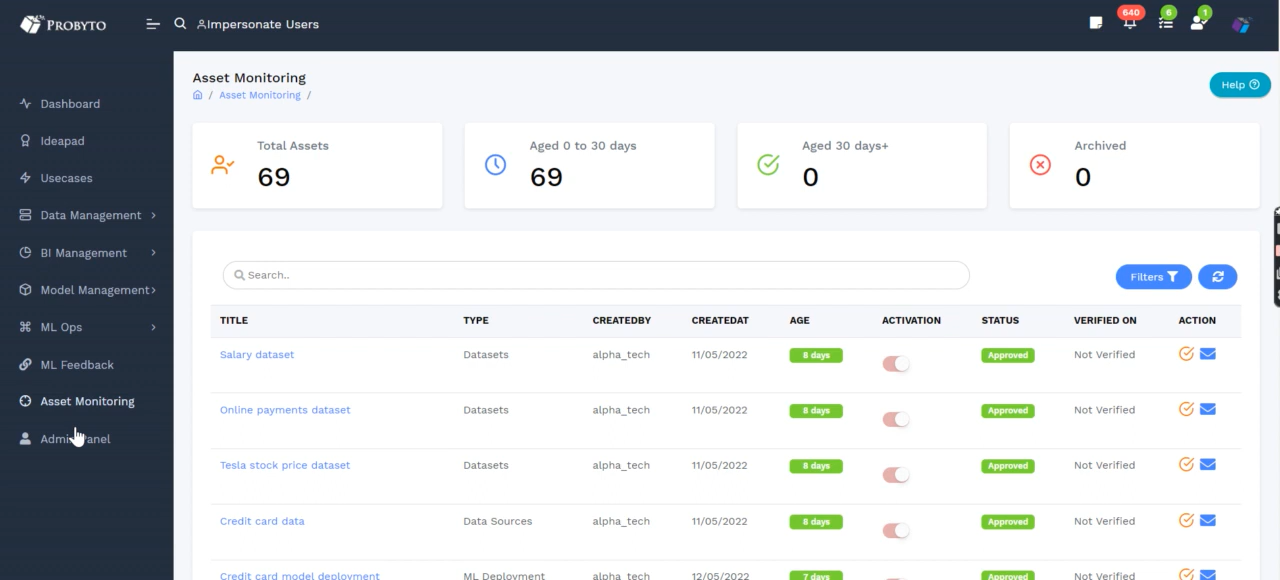 PROBYTO
Impersonate Users
640
6
1
Dashboard
Ideapad
Usecases
Data Management
BI Management
Model Management
ML Ops
ML Feedback
Asset Monitoring
Admin Panel
Asset Monitoring
/ Asset Monitoring /
Help
Total Assets
69
Aged 0 to 30 days
69
Aged 30 days+
0
Archived
0
Search..
Filters
TITLE TYPE CREATEDBY CREATEDAT AGE ACTIVATION STATUS VERIFIED ON ACTION
Salary dataset Datasets alpha_tech 11/05/2022 8 days Approved Not Verified
Online payments dataset Datasets alpha_tech 11/05/2022 8 days Approved Not Verified
Tesla stock price dataset Datasets alpha_tech 11/05/2022 8 days Approved Not Verified
Credit card data Data Sources alpha_tech 11/05/2022 8 days Approved Not Verified
Credit card model deployment ML Deployment alpha_tech 12/05/2022 7 days Approved Not Verified